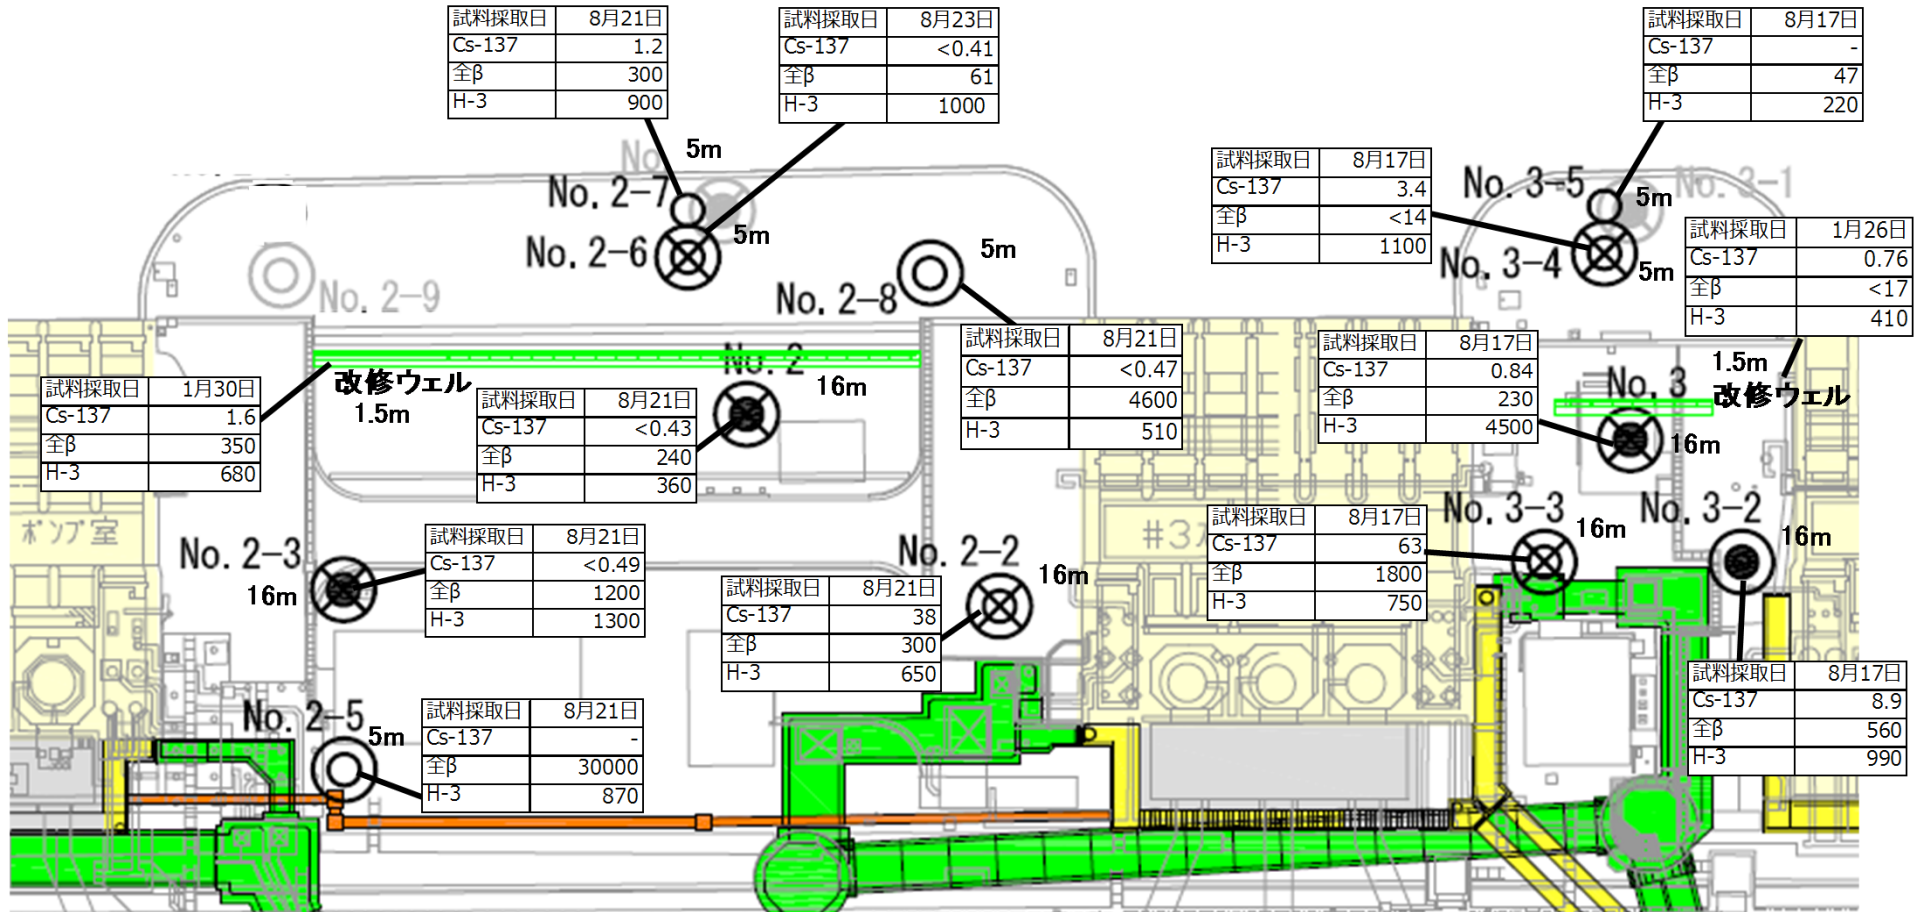 試料採取日 8月21日
Cs-137 1.2
全β 300
H-3 900
試料採取日 8月23日
Cs-137 <0.41
全β 61
H-3 1000
試料採取日 8月17日
Cs-137 -
全β 47
H-3 220
No
5m
No. 2-7
5m
No. 2-6
5m
No. 2-8
No. 2-9
試料採取日 8月17日
Cs-137 3.4
全β <14
H-3 1100
No. 3-5
5m
No. 3-1
No. 3-4
5m
試料採取日 1月26日
Cs-137 0.76
全β <17
H-3 410
試料採取日 1月30日
Cs-137 1.6
全β 350
H-3 680
改修ウェル
1.5m
No. 2
16m
試料採取日 8月21日
Cs-137 <0.43
全β 240
H-3 360
試料採取日 8月21日
Cs-137 <0.47
全β 4600
H-3 510
試料採取日 8月17日
Cs-137 0.84
全β 230
H-3 4500
No. 3
16m
1.5m
改修ウェル
ポンプ室
No. 2-3
16m
試料採取日 8月21日
Cs-137 <0.49
全β 1200
H-3 1300
No. 2-2
16m
試料採取日 8月21日
Cs-137 38
全β 300
H-3 650
#3
試料採取日 8月17日
Cs-137 63
全β 1800
H-3 750
No. 3-3
16m
No. 3-2
16m
No. 2-5
5m
試料採取日 8月21日
Cs-137 -
全β 30000
H-3 870
試料採取日 8月17日
Cs-137 8.9
全β 560
H-3 990